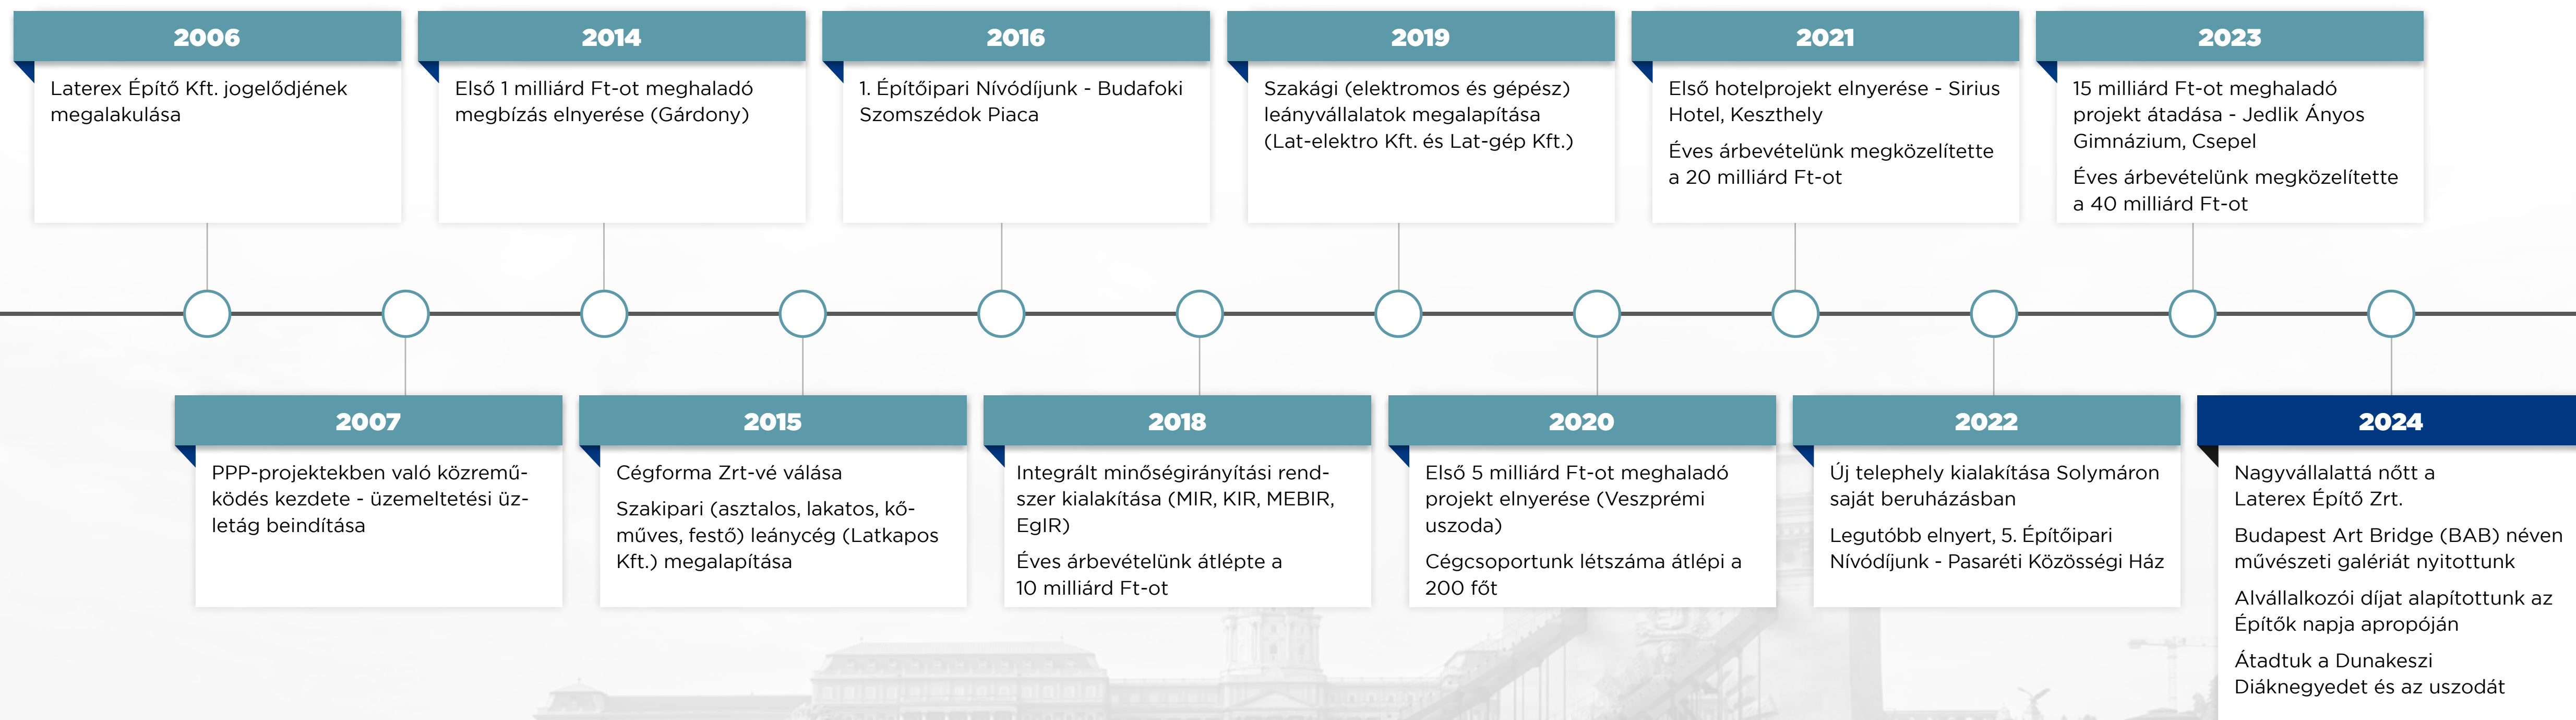 2006
Laterex Építő Kft. jogelődjének
megalakulása
2014
Első 1 milliárd Ft-ot meghaladó
megbízás elnyerése (Gárdony)
2016
1. Építőipari Nívódíjunk - Budafoki
Szomszédok Piaca
2019
Szakági (elektromos és gépész)
leányvállalatok megalapítása
(Lat-elektro Kft. és Lat-gép Kft.)
2021
Első hotelprojekt elnyerése - Sirius
Hotel, Keszthely
Éves árbevételünk megközelítette
a 20 milliárd Ft-ot
2023
15 milliárd Ft-ot meghaladó
projekt átadása - Jedlik Ányos
Gimnázium, Csepel
Éves árbevételünk megközelítette
a 40 milliárd Ft-ot
2007
PPP-projektekben való közremű-
ködés kezdete - üzemeltetési üz-
letág beindítása
2015
Cégforma Zrt-vé válása
Szakipari (asztalos, lakatos, kő-
műves, festő) leánycég (Latkapos
Kft.) megalapítása
2018
Integrált minőségirányítási rend-
szer kialakítása (MIR, KIR, MEBIR,
EgIR)
Éves árbevételünk átlépte a
10 milliárd Ft-ot
2020
Első 5 milliárd Ft-ot meghaladó
projekt elnyerése (Veszprémi
uszoda)
Cégcsoportunk létszáma átlépi a
200 főt
2022
Új telephely kialakítása Solymáron
saját beruházásban
Legutóbb elnyert, 5. Építőipari
Nívódíjunk - Pasaréti Közösségi Ház
2024
Nagyvállalattá nőtt a
Laterex Építő Zrt.
Budapest Art Bridge (BAB) néven
művészeti galériát nyitottunk
Alvállalkozói díjat alapítottunk az
Építők napja apropóján
Átadtuk a Dunakeszi
Diáknegyedet és az uszodát